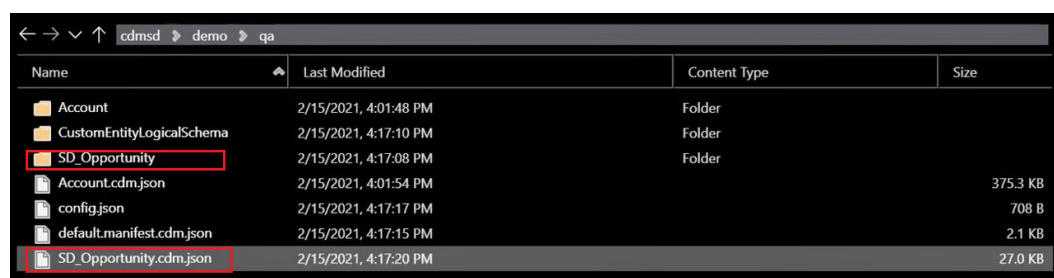 cdmsd demo qa
Name Last Modified Content Type Size
Account 2/15/2021, 4:01:48 PM Folder
CustomEntityLogicalSchema 2/15/2021, 4:17:10 PM Folder
SD_Opportunity 2/15/2021, 4:17:08 PM Folder
Account.cdm.json 2/15/2021, 4:01:54 PM 375.3 KB
config.json 2/15/2021, 4:17:17 PM 708 B
default.manifest.cdm.json 2/15/2021, 4:17:15 PM 2.1 KB
SD_Opportunity.cdm.json 2/15/2021, 4:17:20 PM 27.0 KB